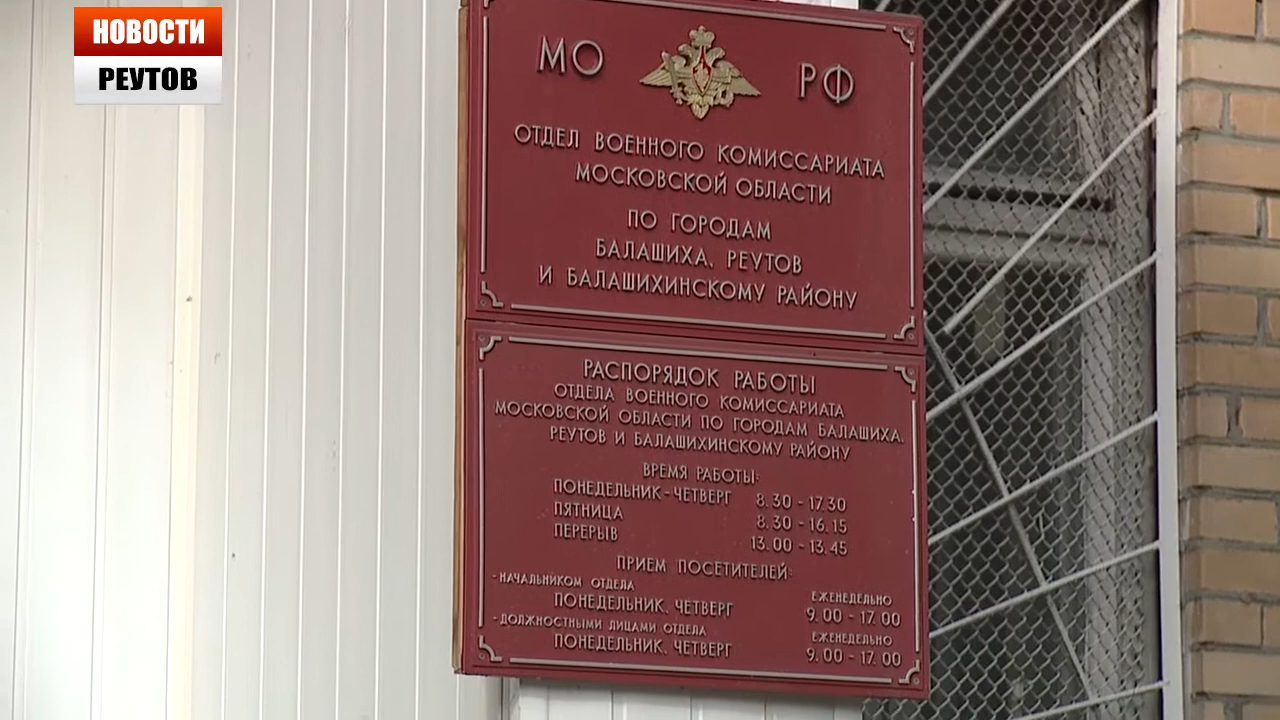 НОВОСТИ
РЕУТОВ
МО РФ
ОТДЕЛ ВОЕННОГО КОМИССАРИАТА
МОСКОВСКОЙ ОБЛАСТИ
ПО ГОРОДАМ
БАЛАШИХА, РЕУТОВ
И БАЛАШИХИНСКОМУ РАЙОНУ
РАСПОРЯДОК РАБОТЫ
ОТДЕЛА ВОЕННОГО КОМИССАРИАТА
МОСКОВСКОЙ ОБЛАСТИ ПО ГОРОДАМ БАЛАШИХА,
РЕУТОВ И БАЛАШИХИНСКОМУ РАЙОНУ
ВРЕМЯ РАБОТЫ:
ПОНЕДЕЛЬНИК - ЧЕТВЕРГ 8.30 - 17.30
ПЯТНИЦА 8.30 - 16.15
ПЕРЕРЫВ 13.00 - 13.45
ПРИЕМ ПОСЕТИТЕЛЕЙ:
- НАЧАЛЬНИКОМ ОТДЕЛА ЕЖЕНЕДЕЛЬНО
ПОНЕДЕЛЬНИК, ЧЕТВЕРГ 9.00 - 17.00
- ДОЛЖНОСТНЫМИ ЛИЦАМИ ОТДЕЛА ЕЖЕНЕДЕЛЬНО
ПОНЕДЕЛЬНИК, ЧЕТВЕРГ 9.00 - 17.00